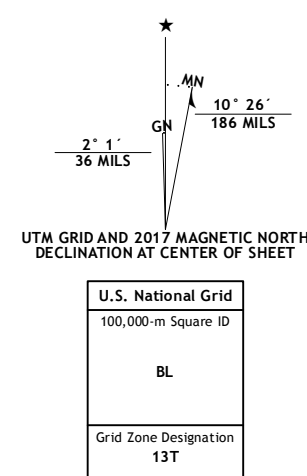 ★
MN
GN
10° 26´
186 MILS
2° 1´
36 MILS
UTM GRID AND 2017 MAGNETIC NORTH
DECLINATION AT CENTER OF SHEET
U.S. National Grid
100,000-m Square ID
BL
Grid Zone Designation
13T